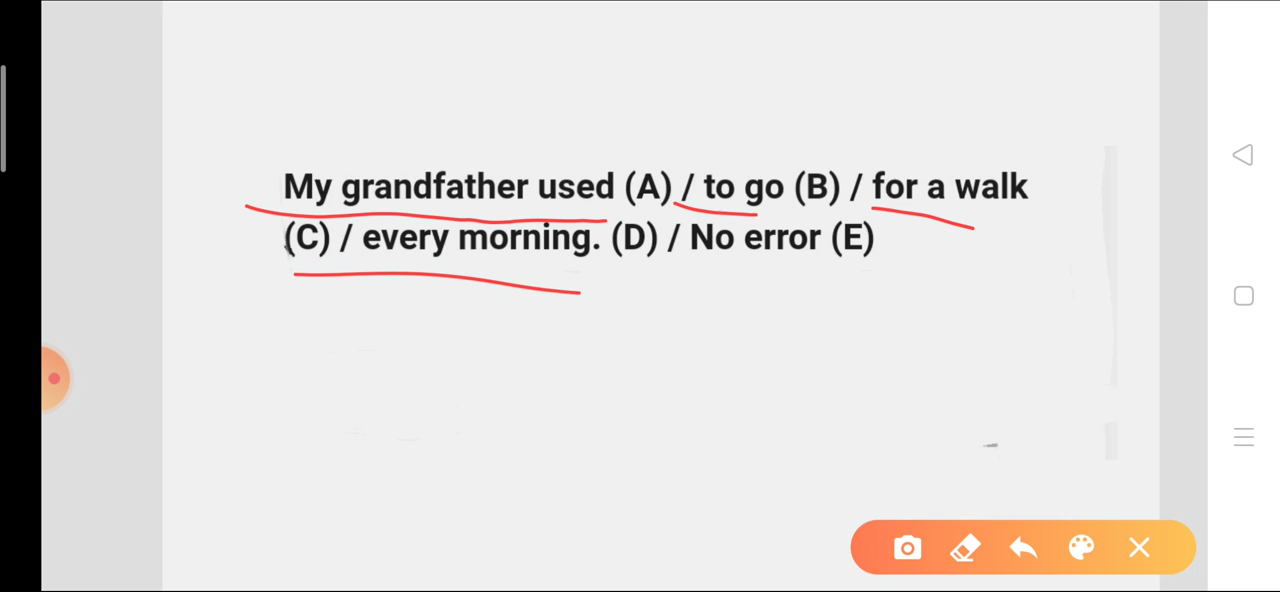 My grandfather used (A) / to go (B) / for a walk
(C) / every morning. (D) / No error (E)